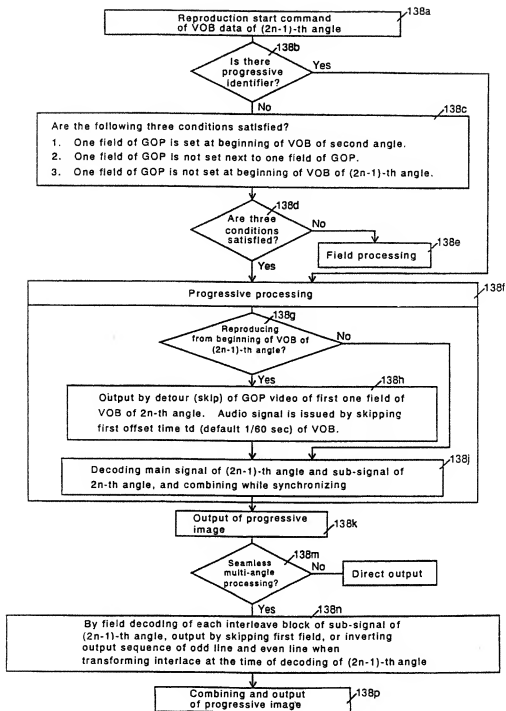 Reproduction start command
of VOB data of (2n-1)-th angle
138a
138b
Is there
progressive
identifier?
Yes
No
138c
Are the following three conditions satisfied?
1. One field of GOP is set at beginning of VOB of second angle.
2. One field of GOP is not set next to one field of GOP.
3. One field of GOP is not set at beginning of VOB of (2n-1)-th angle.
138d
Are three
conditions
satisfied?
No
138e
Field processing
Yes
138f
Progressive processing
138g
Reproducing
from beginning of VOB of
(2n-1)-th angle?
No
Yes
138h
Output by detour (skip) of GOP video of first one field of
VOB of 2n-th angle. Audio signal is issued by skipping
first offset time td (default 1/60 sec) of VOB.
138j
Decoding main signal of (2n-1)-th angle and sub-signal of
2n-th angle, and combining while synchronizing
Output of progressive
image
138k
138m
Seamless
multi-angle
processing?
No
Direct output
Yes
138n
By field decoding of each interleave block of sub-signal of
(2n-1)-th angle, output by skipping first field, or inverting
output sequence of odd line and even line when
transforming interlace at the time of decoding of (2n-1)-th angle
Combining and output
of progressive image
138p